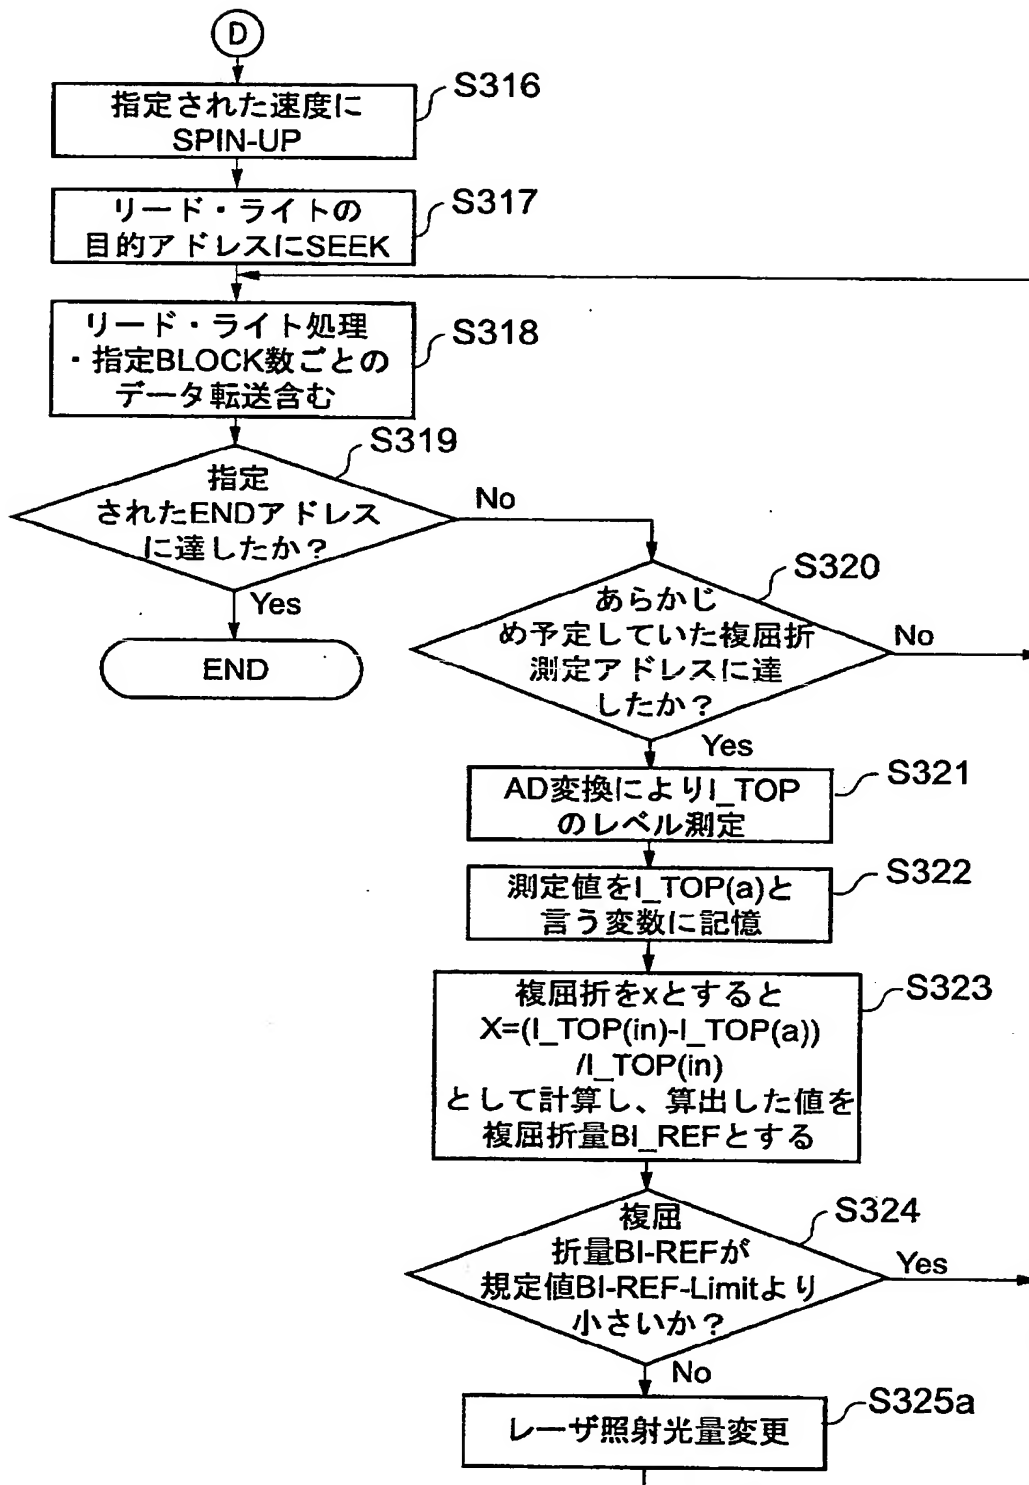 D
S316
指定された速度に
SPIN-UP
S317
リード・ライトの
目的アドレスにSEEK
S318
リード・ライト処理
・指定BLOCK数ごとの
データ転送含む
S319
指定
されたENDアドレス
に達したか？
No
Yes
END
S320
あらかじ
め予定していた複屈折
測定アドレスに達
したか？
No
Yes
S321
AD変換によりI_TOP
のレベル測定
S322
測定値をI_TOP(a)と
言う変数に記憶
S323
複屈折をxとすると
X=(I_TOP(in)-I_TOP(a))
/I_TOP(in)
として計算し、算出した値を
複屈折量BI_REFとする
S324
複屈
折量BI-REFが
規定値BI-REF-Limitより
小さいか？
Yes
No
S325a
レーザ照射光量変更